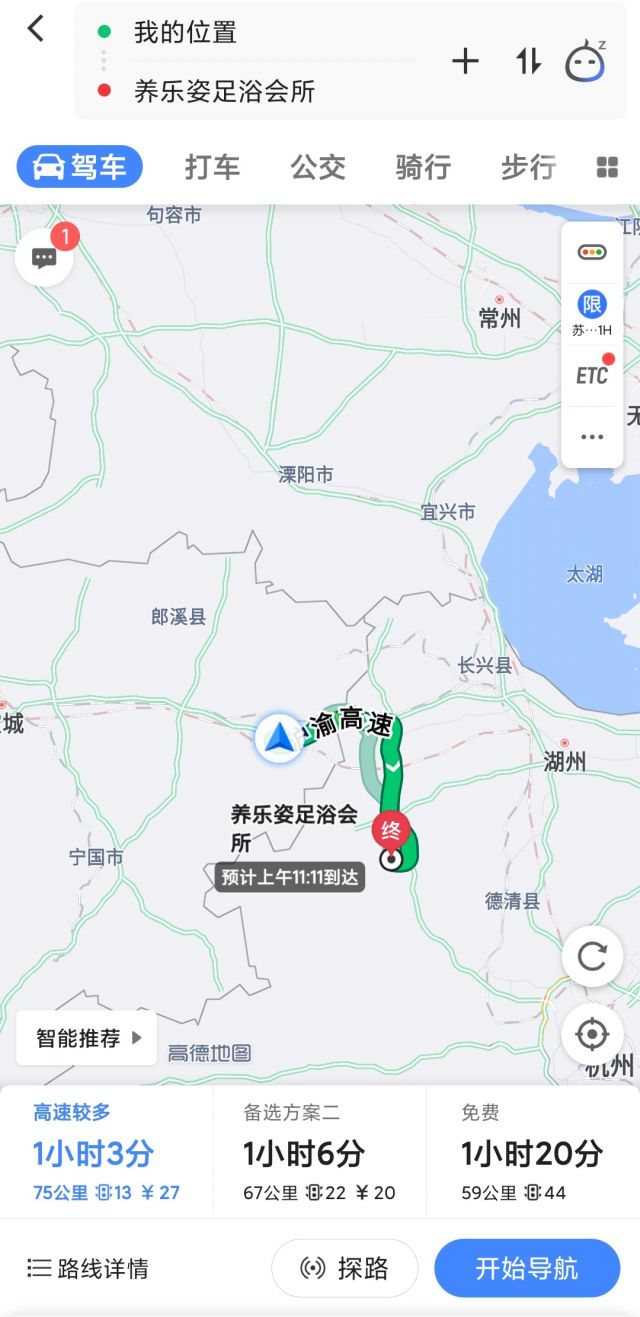 我的位置
养乐姿足浴会所
驾车
打车
公交
骑行
步行
句容市
1
常州
限
苏…1H
ETC
溧阳市
宜兴市
太湖
郎溪县
长兴县
渝高速
湖州
养乐姿足浴会
所
终
预计上午11:11到达
宁国市
德清县
智能推荐
高德地图
杭州
高速较多
1小时3分
75公里 13 ¥27
备选方案二
1小时6分
67公里 22 ¥20
免费
1小时20分
59公里 44
路线详情
探路
开始导航